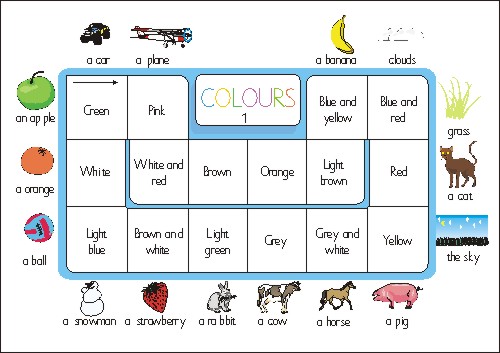 a car
a plane
a banana
clouds
an apple
a orange
a ball
COLOURS
1
Green
Pink
Blue and
yellow
Blue and
red
White
White and
red
Brown
Orange
Light
brown
Red
Light
blue
Brown and
white
Light
green
Grey
Grey and
white
Yellow
grass
a cat
the sky
a snowman
a strawberry
a rabbit
a cow
a horse
a pig